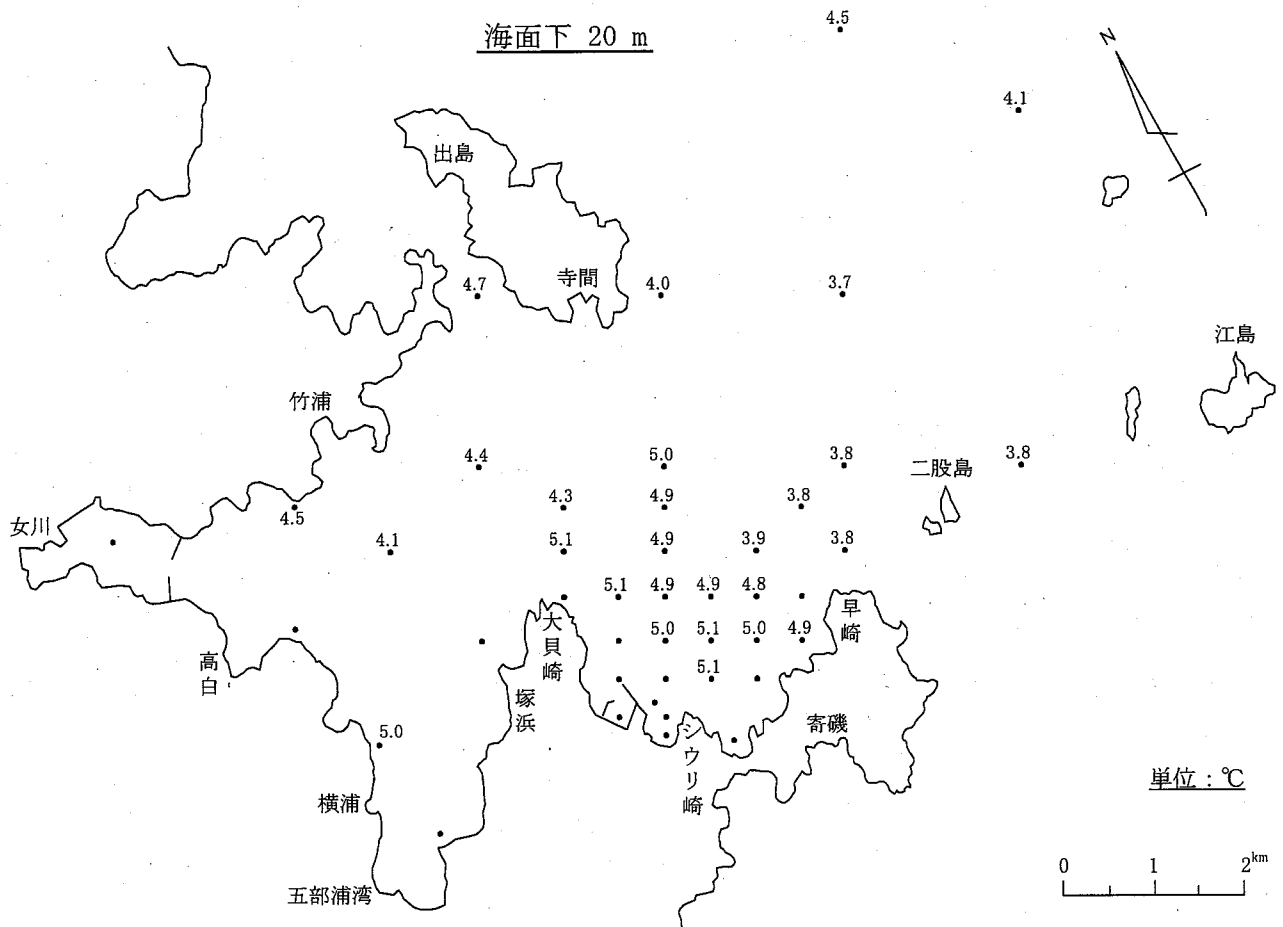 海面下 20 m
4.5
N
4.1
出島
寺間
4.7
4.0
3.7
江島
竹浦
4.4
5.0
3.8
二股島
3.8
4.3
4.9
3.8
女川
4.5
4.1
5.1
4.9
3.9
3.8
5.1
4.9
4.9
4.8
大貝崎
早崎
5.0
5.1
5.0
4.9
高白
塚浜
5.1
寄磯
シウリ崎
5.0
横浦
単位：℃
五部浦湾
0 1 2km